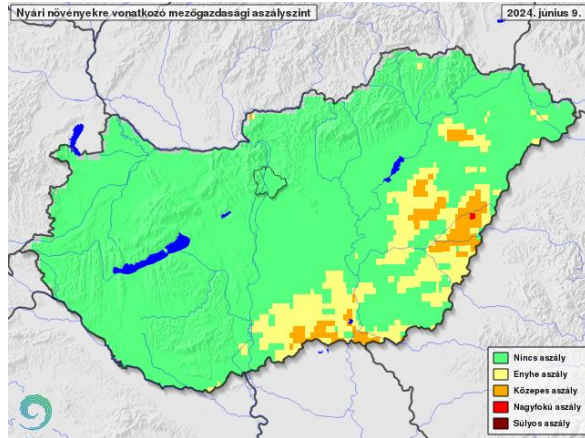 Nyári növényekre vonatkozó mezőgazdasági aszályszint
2024. június 9.
Nincs aszály
Enyhe aszály
Közepes aszály
Nagyfokú aszály
Súlyos aszály